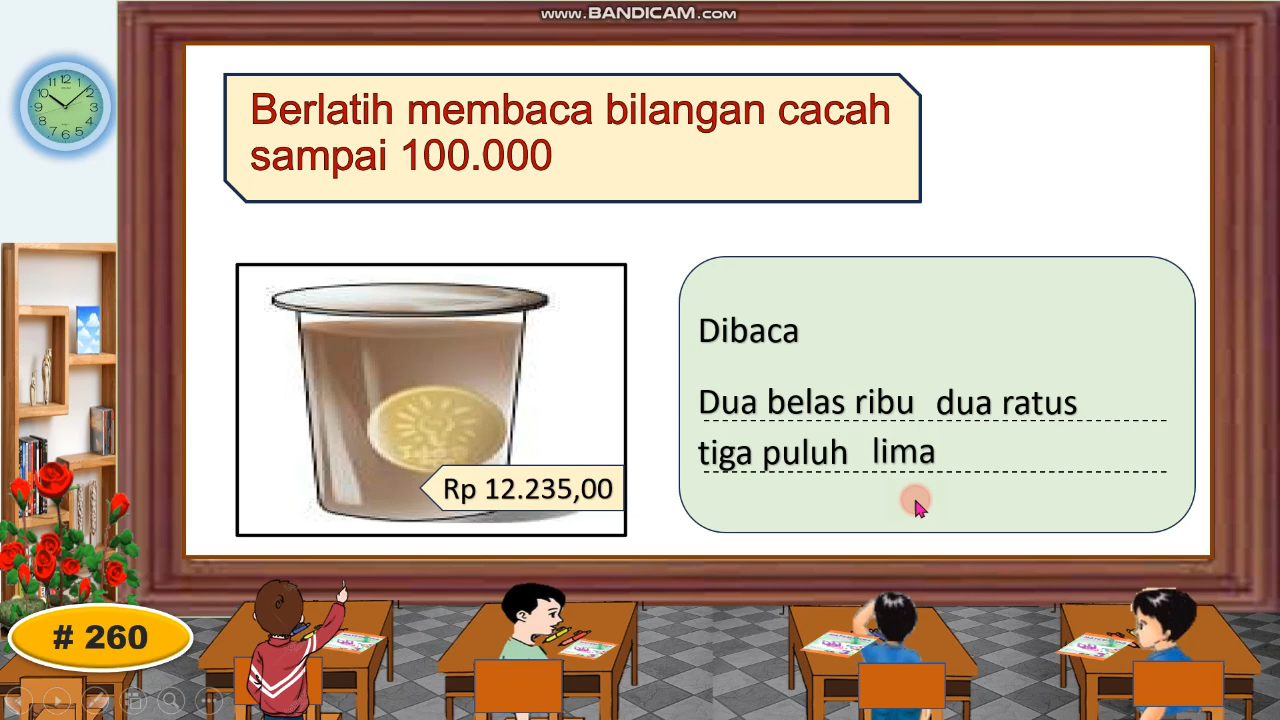 www.BANDICAM.com
Berlatih membaca bilangan cacah
sampai 100.000
Dibaca
Dua belas ribu dua ratus
tiga puluh lima
Rp 12.235,00
# 260